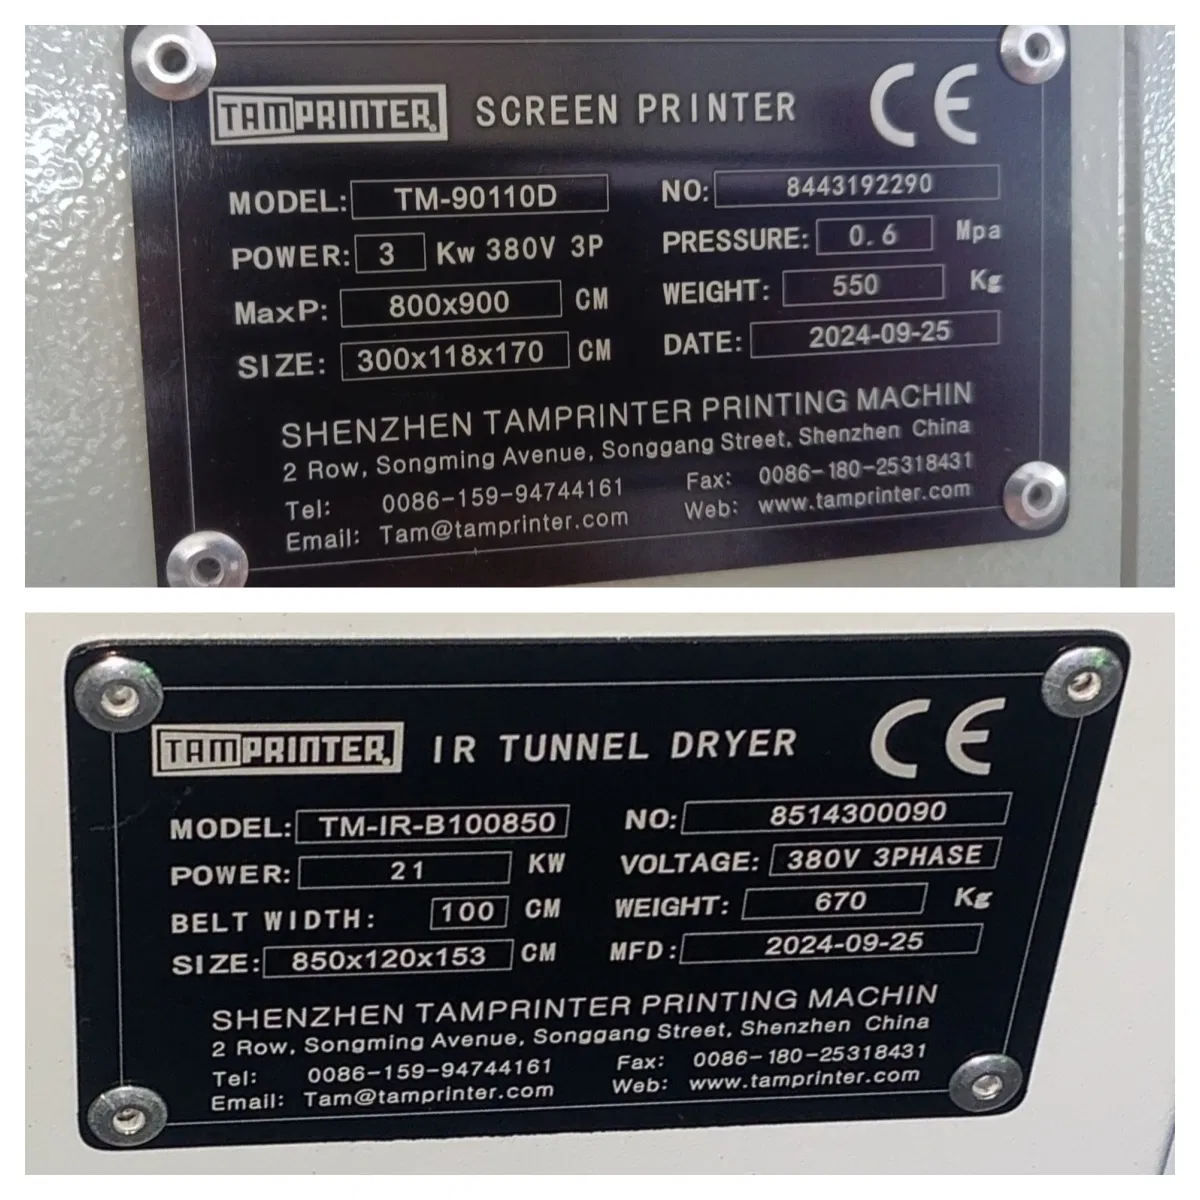 TAMPRINTER® SCREEN PRINTER CE
MODEL: TM-90110D NO: 8443192290
POWER: 3 Kw 380V 3P PRESSURE: 0.6 Mpa
MaxP: 800x900 CM WEIGHT: 550 Kg
SIZE: 300x118x170 CM DATE: 2024-09-25
SHENZHEN TAMPRINTER PRINTING MACHIN
2 Row, Songming Avenue, Songgang Street, Shenzhen China
Tel: 0086-159-94744161 Fax: 0086-180-25318431
Email: Tam@tamprinter.com Web: www.tamprinter.com
TAMPRINTER® IR TUNNEL DRYER CE
MODEL: TM-IR-B100850 NO: 8514300090
POWER: 21 KW VOLTAGE: 380V 3PHASE
BELT WIDTH: 100 CM WEIGHT: 670 Kg
SIZE: 850x120x153 CM MFD: 2024-09-25
SHENZHEN TAMPRINTER PRINTING MACHIN
2 Row, Songming Avenue, Songgang Street, Shenzhen China
Tel: 0086-159-94744161 Fax: 0086-180-25318431
Email: Tam@tamprinter.com Web: www.tamprinter.com